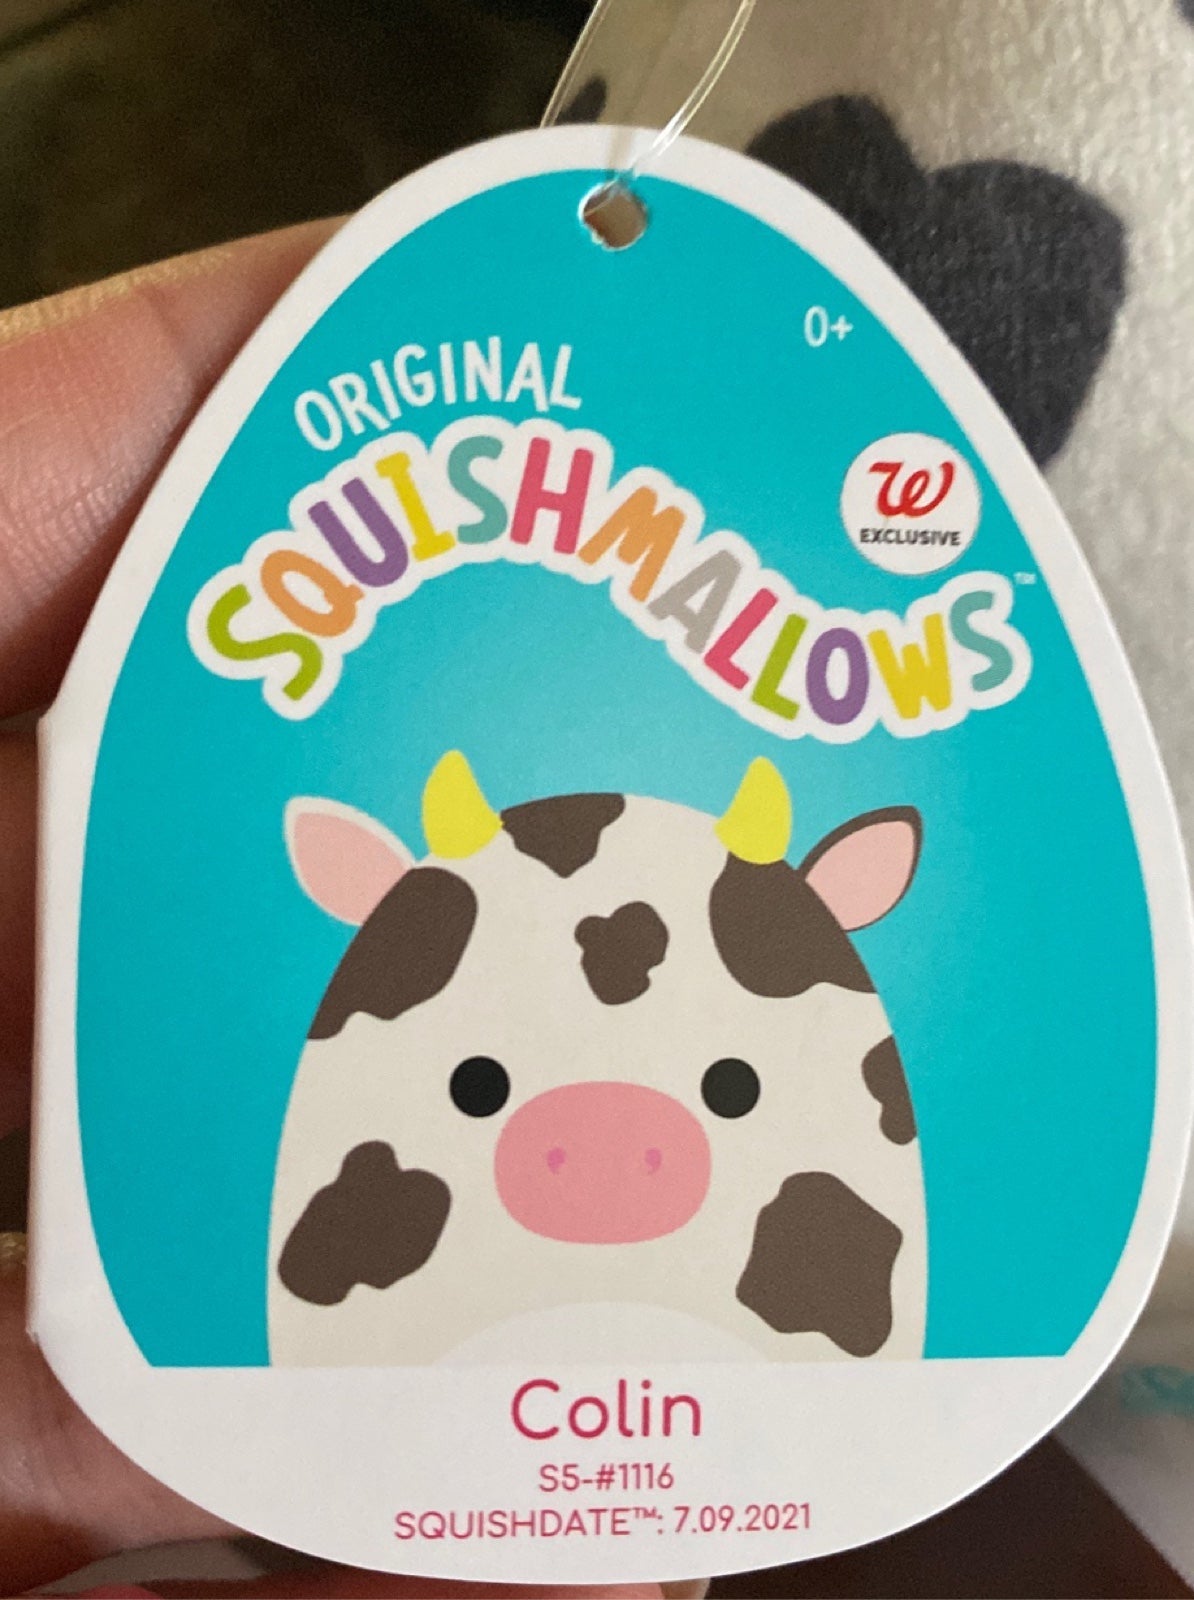 0+
ORIGINAL
SQUISHMALLOWS™
W
EXCLUSIVE
Colin
S5-#1116
SQUISHDATE™: 7.09.2021